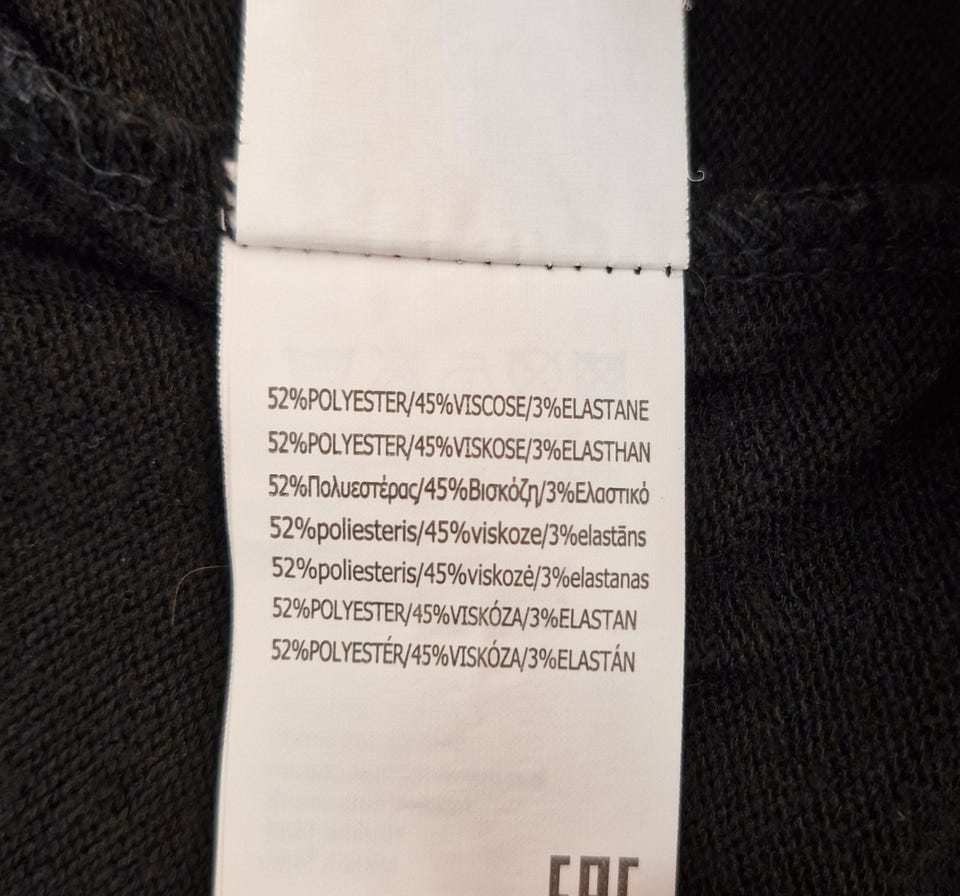 52%POLYESTER/45%VISCOSE/3%ELASTANE
52%POLYESTER/45%VISKOSE/3%ELASTHAN
52%Πολυεστέρας/45%Βισκόζη/3%Ελαστικό
52%poliesteris/45%viskoze/3%elastāns
52%poliesteris/45%viskozė/3%elastanas
52%POLYESTER/45%VISKÓZA/3%ELASTAN
52%POLYESTÉR/45%VISKÓZA/3%ELASTÁN